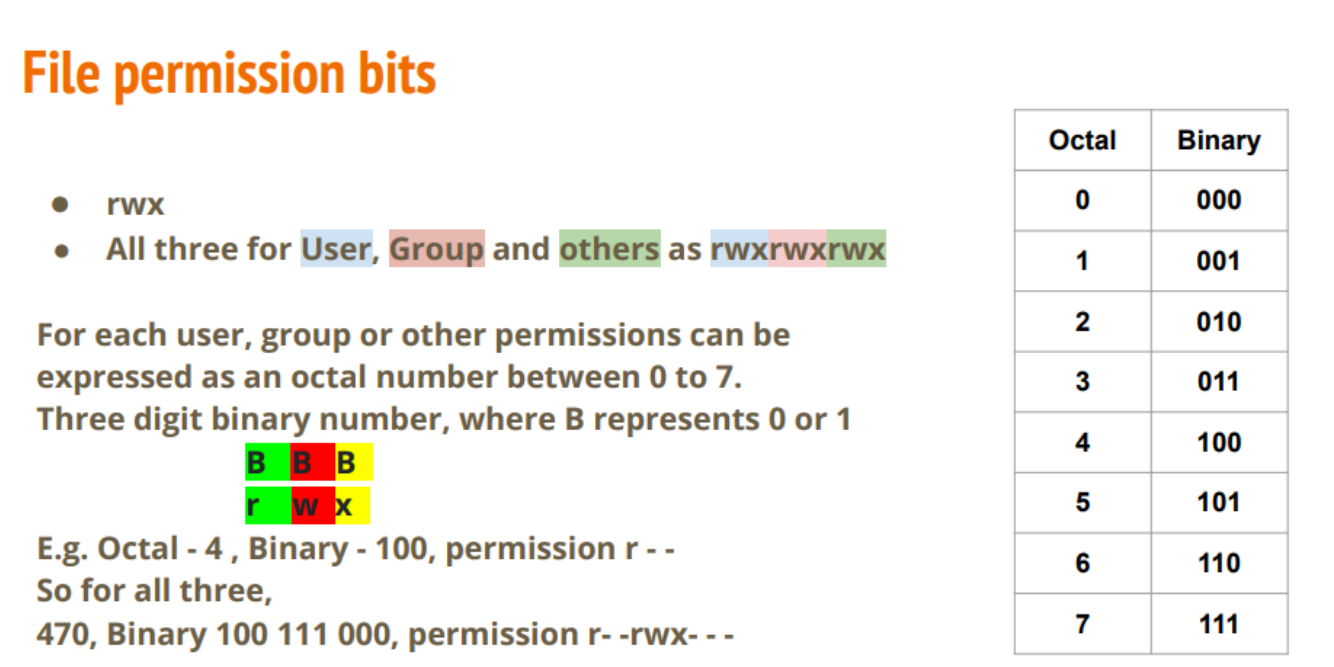 File permission bits
● rwx
● All three for User, Group and others as rwxrwxrwx
For each user, group or other permissions can be
expressed as an octal number between 0 to 7.
Three digit binary number, where B represents 0 or 1
B B B
r w x
E.g. Octal - 4 , Binary - 100, permission r - -
So for all three,
470, Binary 100 111 000, permission r- -rwx- - -
Octal Binary
0 000
1 001
2 010
3 011
4 100
5 101
6 110
7 111